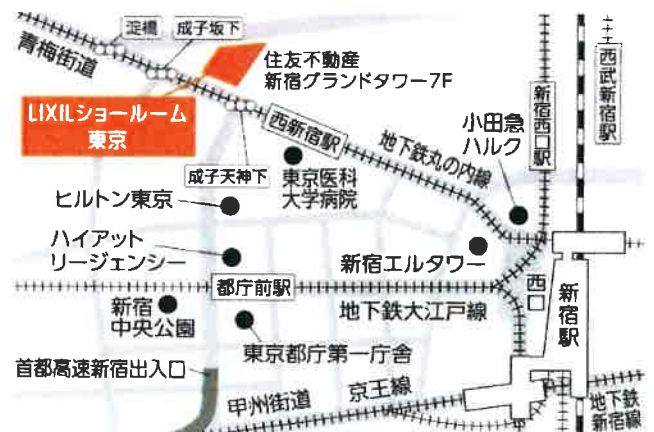 淀橋
成子坂下
青梅街道
住友不動産
新宿グランドタワー7F
LIXILショールーム
東京
成子天神下
西新宿駅
東京医科
大学病院
地下鉄丸の内線
小田急
ハルク
新宿西口駅
西武新宿駅
ヒルトン東京
ハイアット
リージェンシー
新宿エルタワー
都庁前駅
地下鉄大江戸線
西口
新宿駅
新宿
中央公園
東京都庁第一庁舎
首都高速新宿出入口
甲州街道
京王線
地下鉄
新宿線